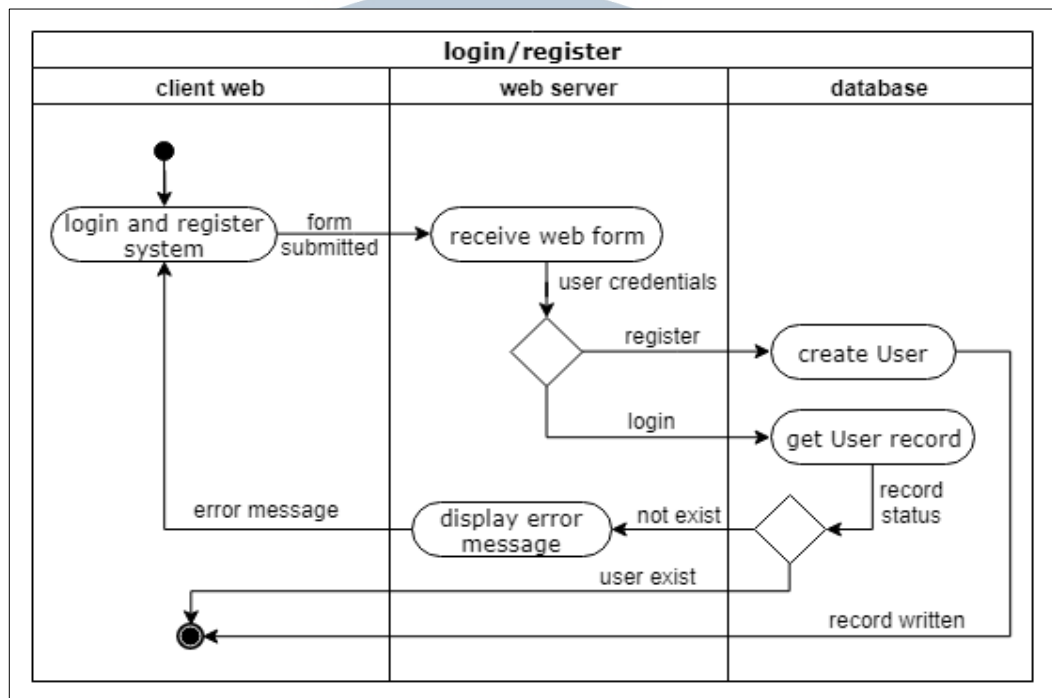 login/register
client web
web server
database
login and register
system
form
submitted
receive web form
user credentials
register
create User
login
get User record
record
status
not exist
display error
message
error message
user exist
record written